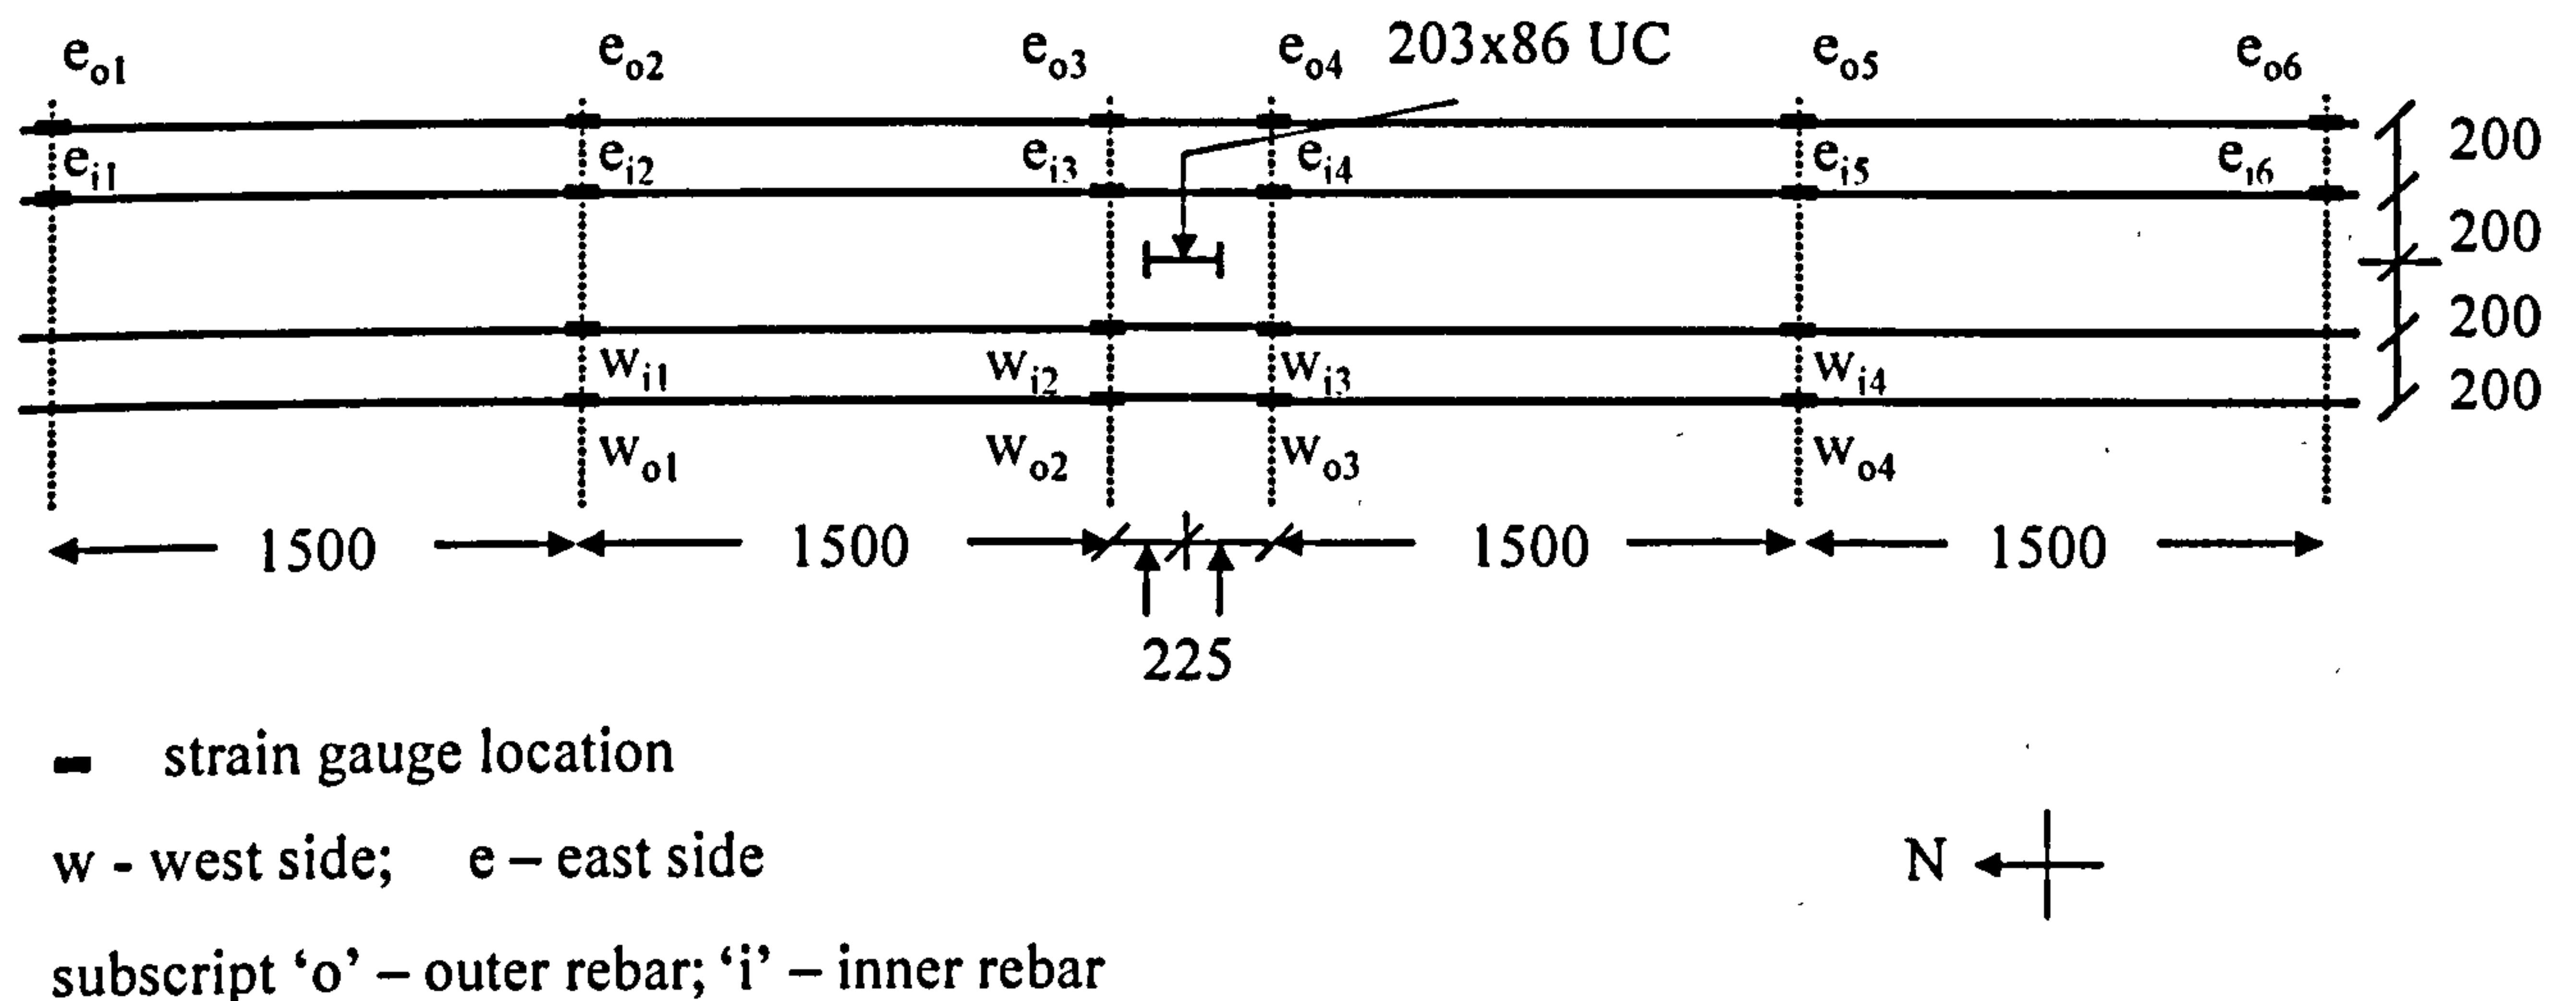 e_o1 e_o2 e_o3 e_o4 203x86 UC e_o5 e_o6
200
e_i1 e_i2 e_i3 e_i4 e_i5 e_i6
200
200
w_i1 w_i2 w_i3 w_i4
200
w_o1 w_o2 w_o3 w_o4
1500 1500 1500 1500
225
strain gauge location
w - west side; e – east side
N
subscript ‘o’ – outer rebar; ‘i’ – inner rebar